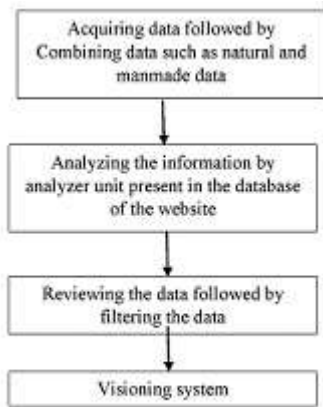 Acquiring data followed by
Combining data such as natural and
manmade data
Analyzing the information by
analyzer unit present in the database
of the website
Reviewing the data followed by
filtering the data
Visioning system